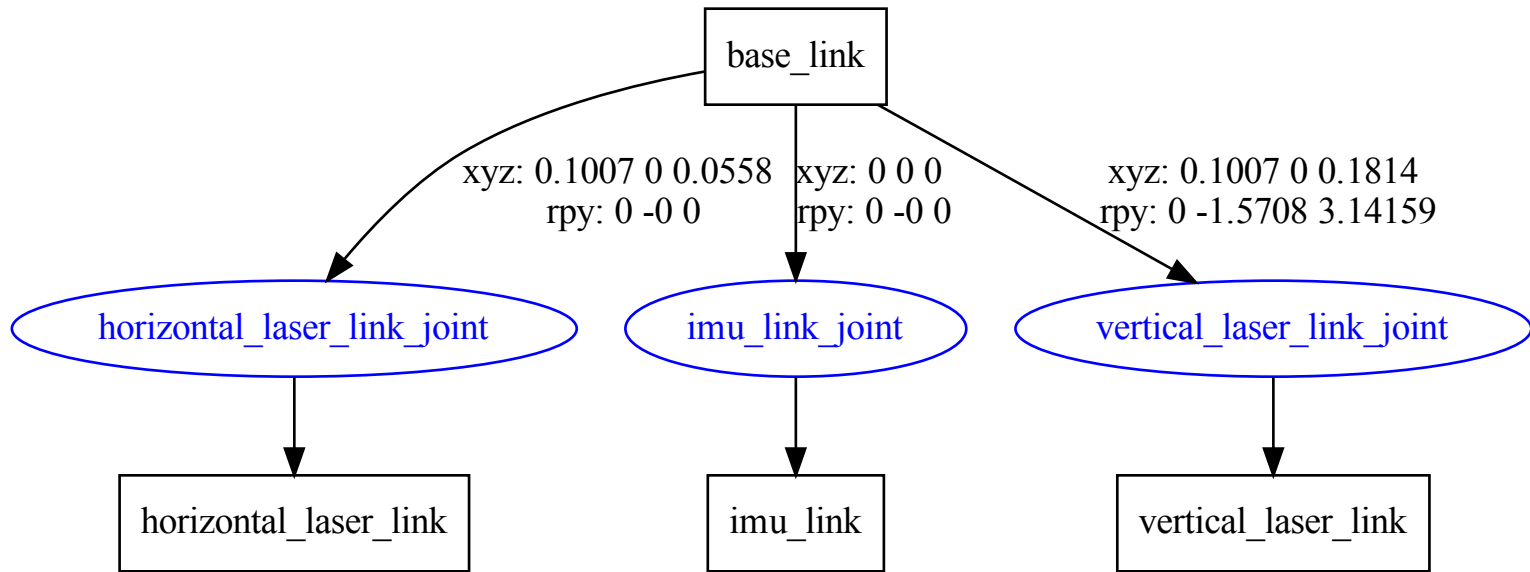 base_link
xyz: 0.1007 0 0.0558
rpy: 0 -0 0
xyz: 0 0 0
rpy: 0 -0 0
xyz: 0.1007 0 0.1814
rpy: 0 -1.5708 3.14159
horizontal_laser_link_joint
imu_link_joint
vertical_laser_link_joint
horizontal_laser_link
imu_link
vertical_laser_link